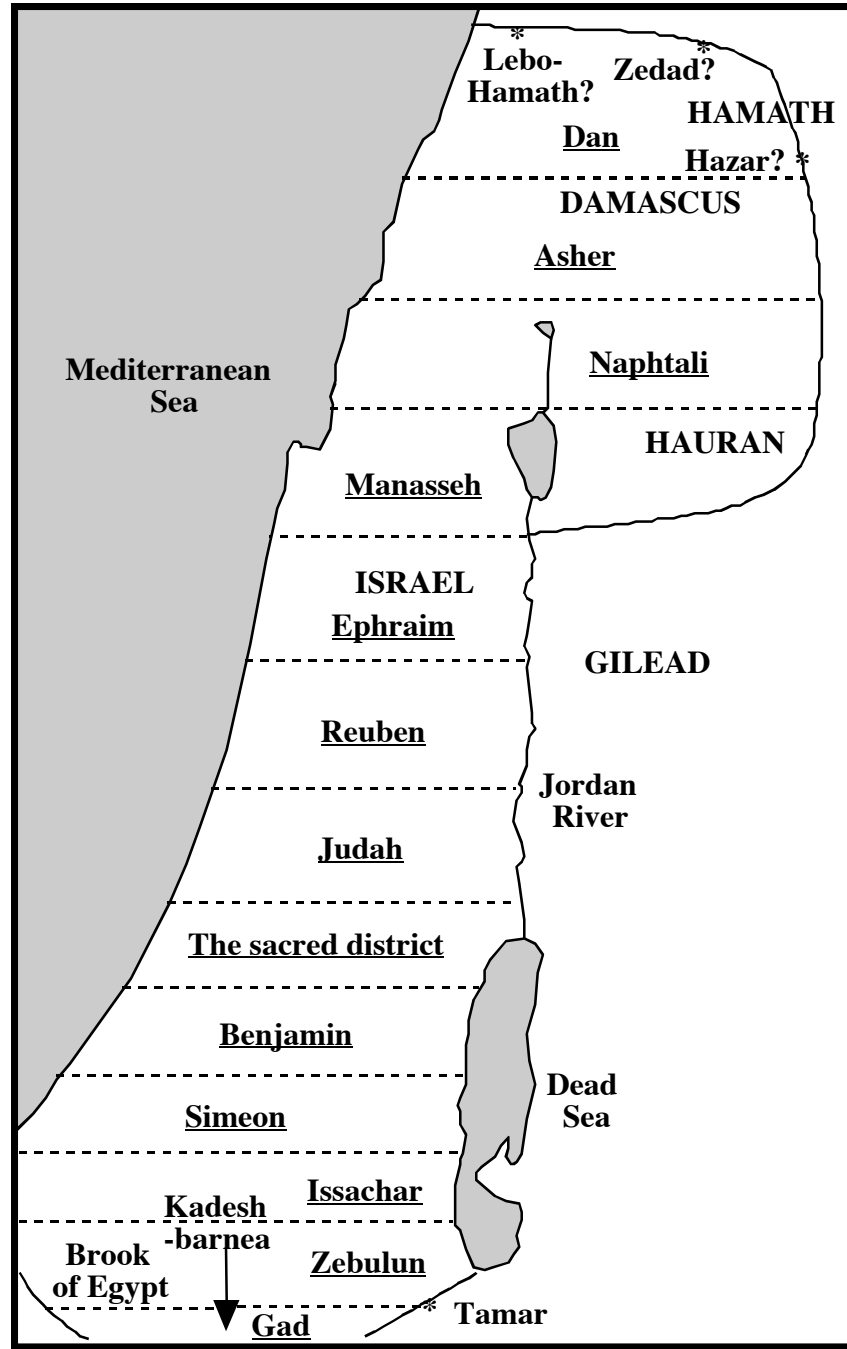 *
*
Lebo-
Hamath?
Zedad?
HAMATH
Dan
Hazar? *
DAMASCUS
Asher
Mediterranean
Sea
Naphtali
HAURAN
Manasseh
ISRAEL
Ephraim
GILEAD
Reuben
Jordan
River
Judah
The sacred district
Benjamin
Dead
Sea
Simeon
Issachar
Kadesh
-barnea
Brook
of Egypt
Zebulun
* Tamar
Gad